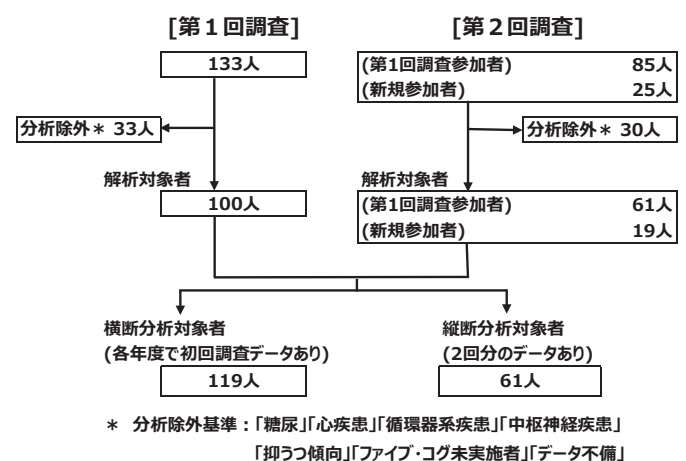 [第１回調査]
[第２回調査]
133人
(第1回調査参加者) 85人
(新規参加者) 25人
分析除外＊ 33人
分析除外＊ 30人
解析対象者
解析対象者
100人
(第1回調査参加者) 61人
(新規参加者) 19人
横断分析対象者
(各年度で初回調査データあり)
119人
縦断分析対象者
(2回分のデータあり)
61人
＊ 分析除外基準：「糖尿」「心疾患」「循環器系疾患」「中枢神経疾患」
「抑うつ傾向」「ファイブ・コグ未実施者」「データ不備」